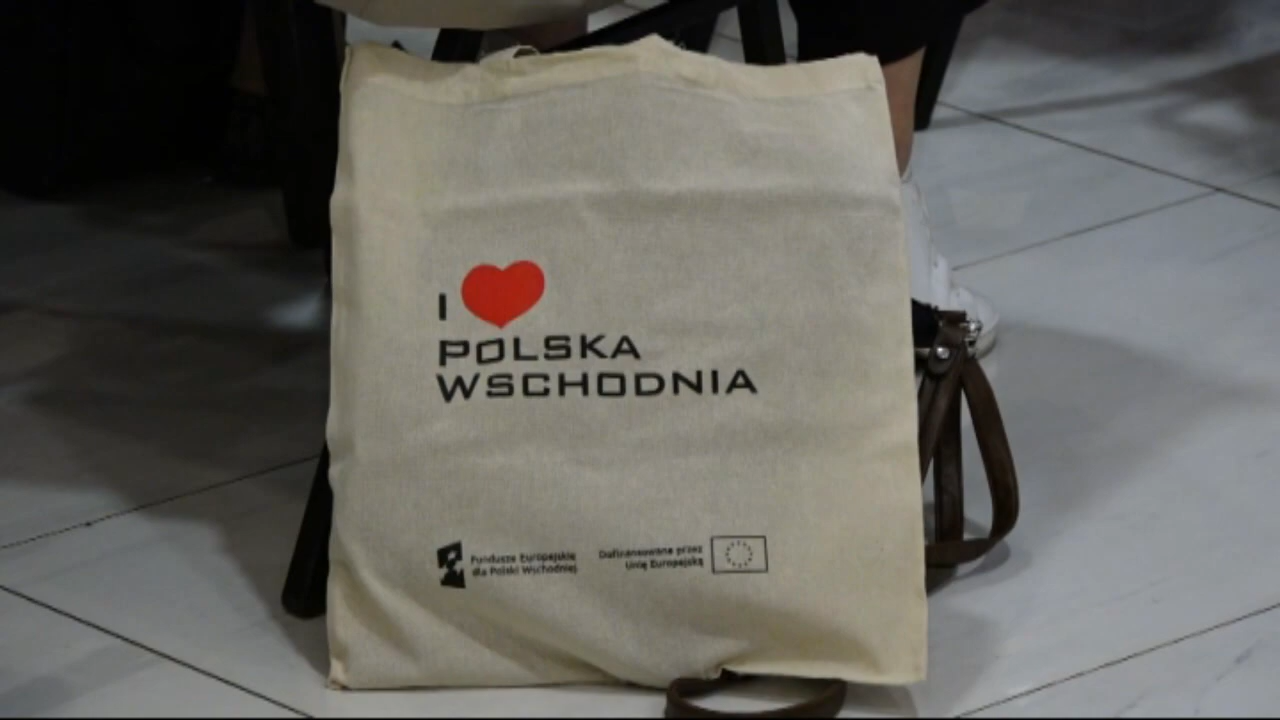 I ❤
POLSKA
WSCHODNIA
Fundusze Europejskie
dla Polski Wschodniej
Dofinansowane przez
Unię Europejską